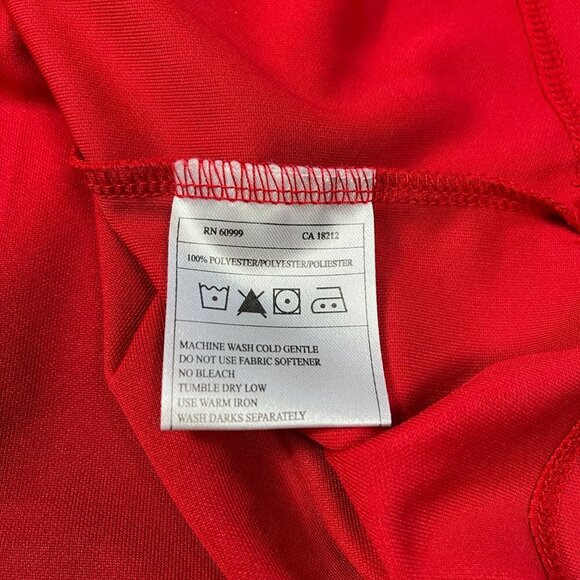 RN 60999 CA 18212
100% POLYESTER/POLYESTER/POLIESTER
MACHINE WASH COLD GENTLE
DO NOT USE FABRIC SOFTENER
NO BLEACH
TUMBLE DRY LOW
USE WARM IRON
WASH DARKS SEPARATELY